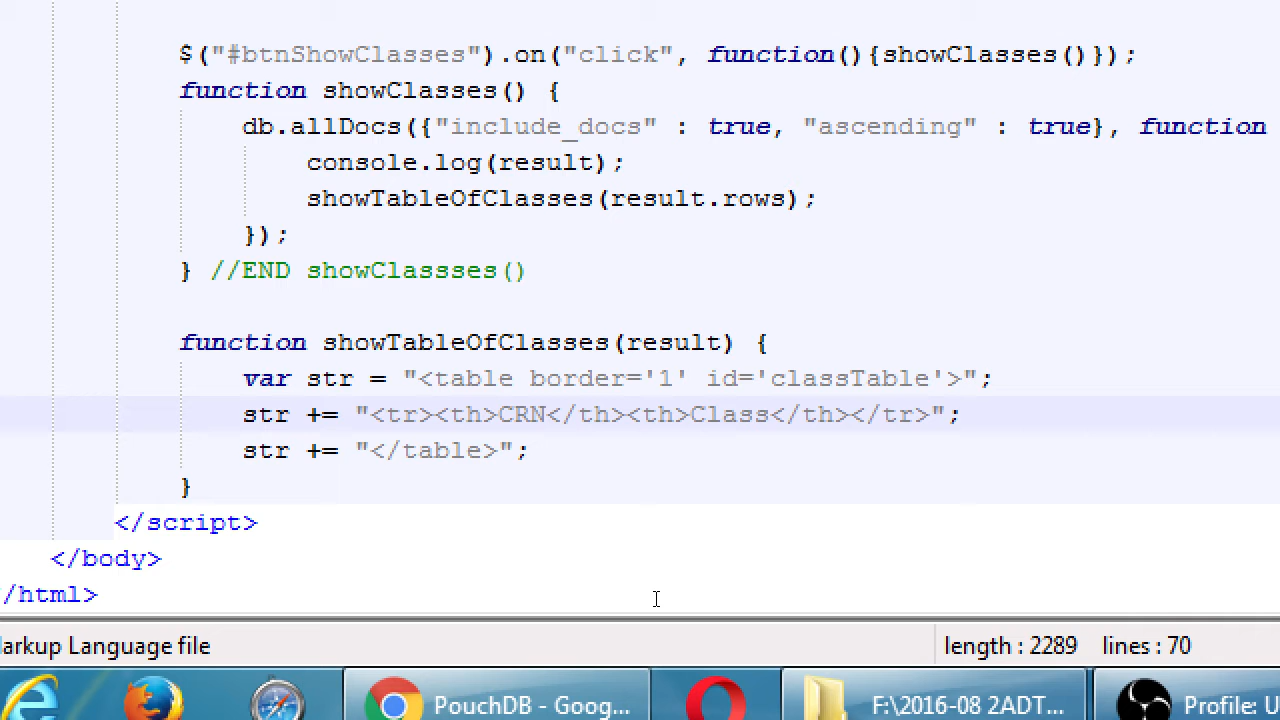 $("#btnShowClasses").on("click", function(){showClasses()});
function showClasses() {
db.allDocs({"include_docs" : true, "ascending" : true}, function
console.log(result);
showTableOfClasses(result.rows);
});
} //END showClassses()
function showTableOfClasses(result) {
var str = "<table border='1' id='classTable'>";
str += "<tr><th>CRN</th><th>Class</th></tr>";
str += "</table>";
}
</script>
</body>
/html>
arkup Language file length : 2289 lines : 70
PouchDB - Goog... F:\2016-08 2ADT... Profile: U